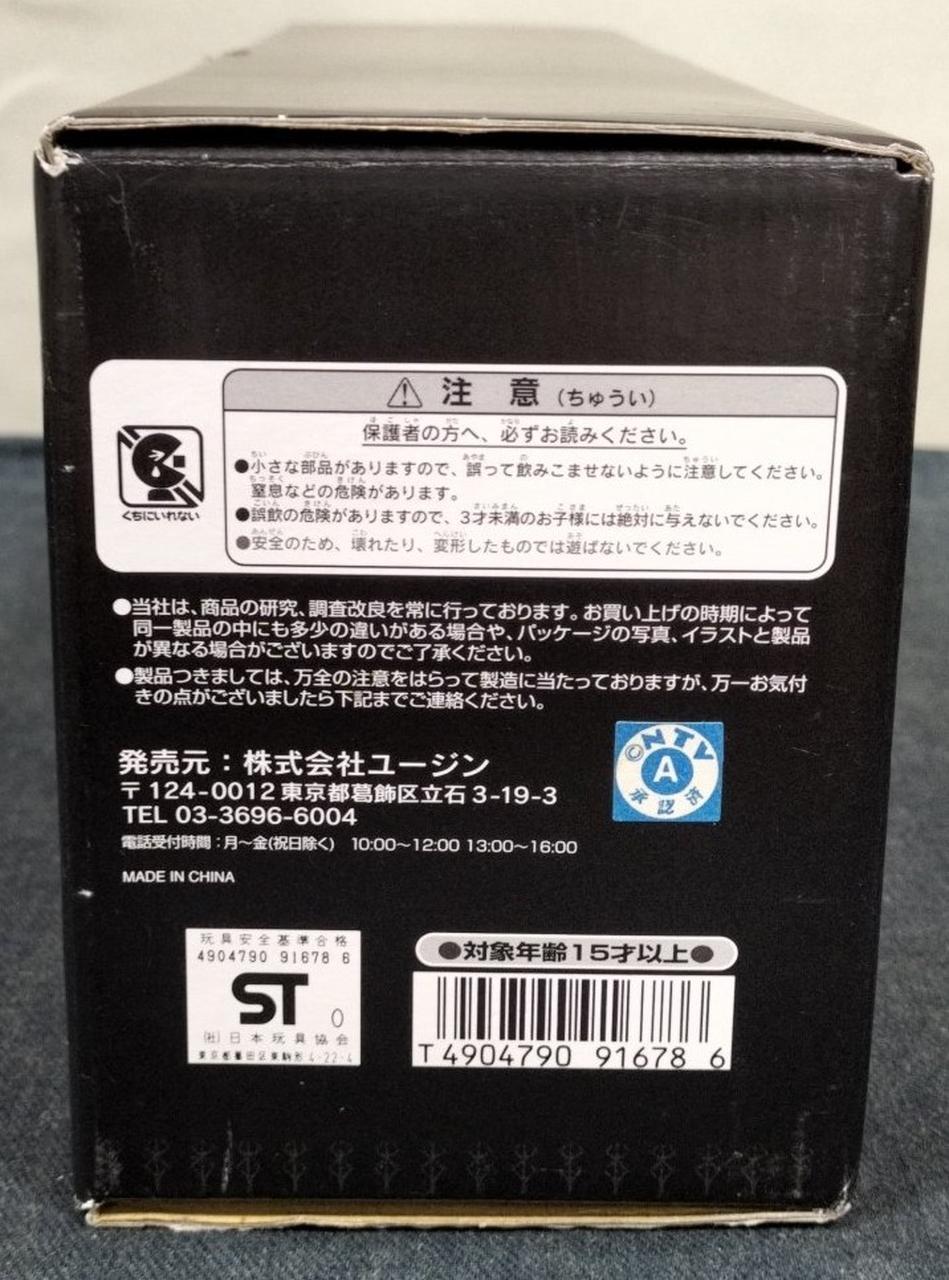 注 意 (ちゅうい)
保護者の方へ、必ずお読みください。
●小さな部品がありますので、誤って飲みこませないように注意してください。
窒息などの危険があります。
●誤飲の危険がありますので、3才未満のお子様には絶対に与えないでください。
●安全のため、壊れたり、変形したものでは遊ばないでください。
くちにいれない
●当社は、商品の研究、調査改良を常に行っております。お買い上げの時期によって
同一製品の中にも多少の違いがある場合や、パッケージの写真、イラストと製品
が異なる場合がございますのでご了承ください。
●製品つきましては、万全の注意をはらって製造に当たっておりますが、万一お気付
きの点がございましたら下記までご連絡ください。
発売元：株式会社ユージン
〒124-0012 東京都葛飾区立石3-19-3
TEL 03-3696-6004
電話受付時間：月～金(祝日除く) 10:00～12:00 13:00～16:00
MADE IN CHINA
©NTV
A
承認済
玩具安全基準合格
4904790 91678 6
ST
0
(社)日本玩具協会
東京都墨田区東駒形4-22-4
●対象年齢15才以上●
T4904790 91678 6